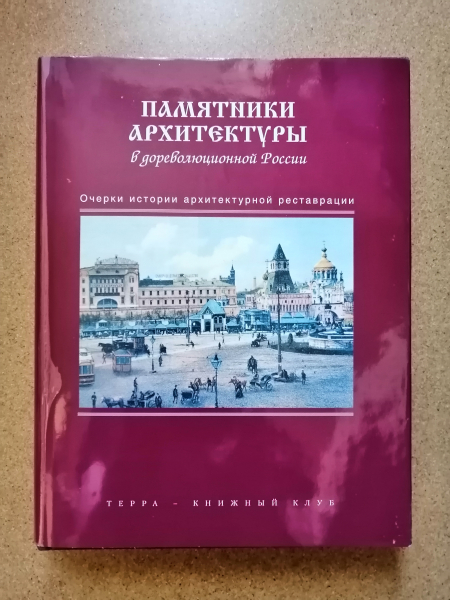 ПАМЯТНИКИ
АРХИТЕКТУРЫ
в дореволюционной России
Очерки истории архитектурной реставрации
ТЕРРА – КНИЖНЫЙ КЛУБ